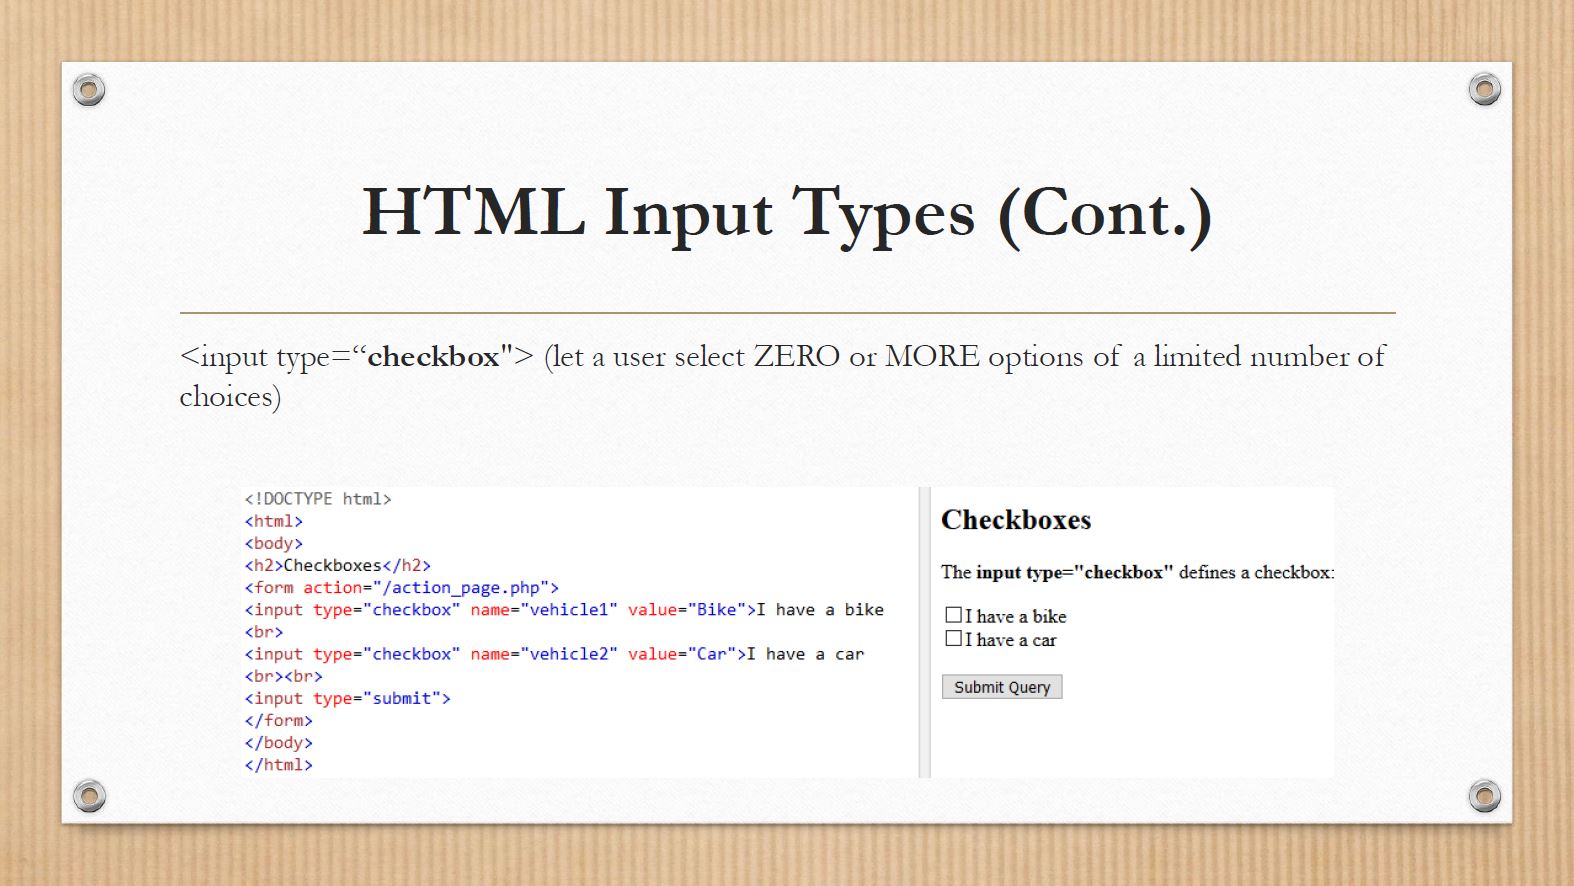 HTML Input Types (Cont.)
<input type=“checkbox"> (let a user select ZERO or MORE options of a limited number of
choices)
<!DOCTYPE html>
<html>
<body>
<h2>Checkboxes</h2>
<form action="/action_page.php">
<input type="checkbox" name="vehicle1" value="Bike">I have a bike
<br>
<input type="checkbox" name="vehicle2" value="Car">I have a car
<br><br>
<input type="submit">
</form>
</body>
</html>
Checkboxes
The input type="checkbox" defines a checkbox:
I have a bike
I have a car
Submit Query